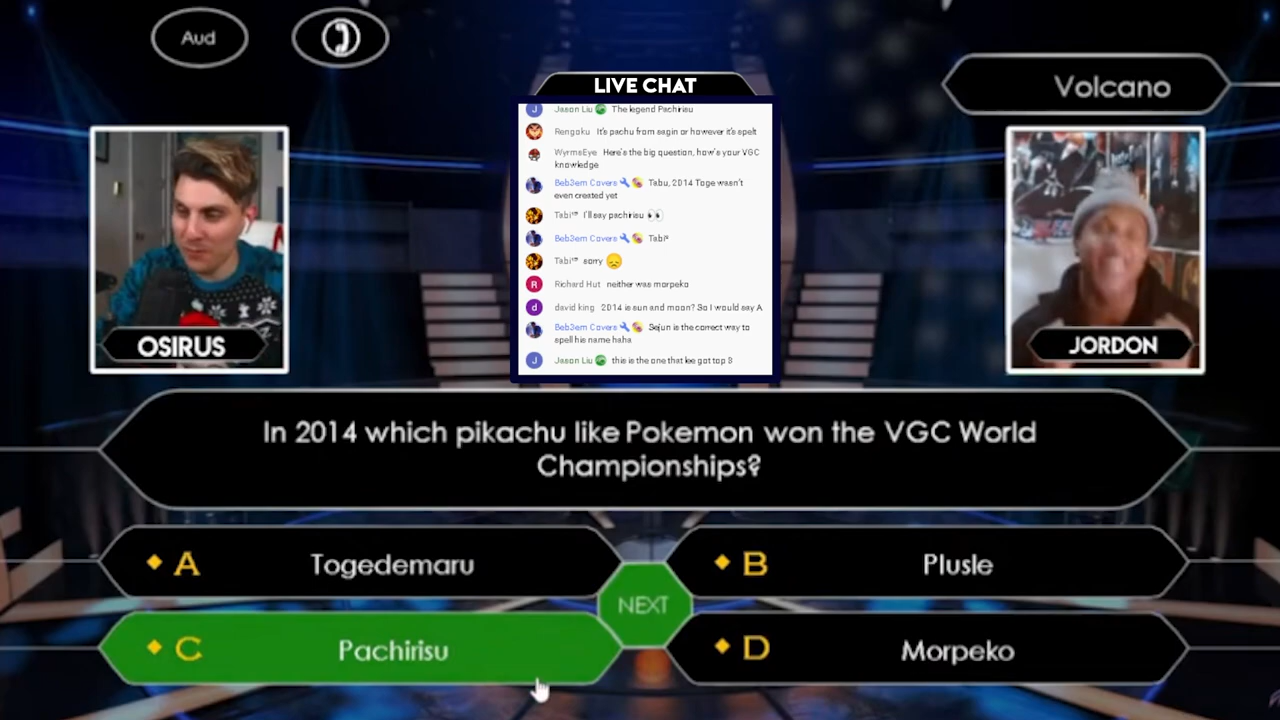 Aud
LIVE CHAT
Volcano
J Jason Liu The legend Pachirisu
Rengoku It's pachu from sagin or however it's spelt
WyrmsEye Here's the big question, how's your VGC
knowledge
Beb3em Covers Tabu, 2014 Toge wasn't
even created yet
Tabi I'll say pachirisu 👀
Beb3em Covers Tabi*
Tabi sorry 😞
R Richard Hut neither was morpeko
d david king 2014 is sun and moon? So I would say A
Beb3em Covers Sejun is the correct way to
spell his name haha
J Jason Liu this is the one that lee got top 3
OSIRUS
JORDON
In 2014 which pikachu like Pokemon won the VGC World
Championships?
A Togedemaru
B Plusle
NEXT
C Pachirisu
D Morpeko